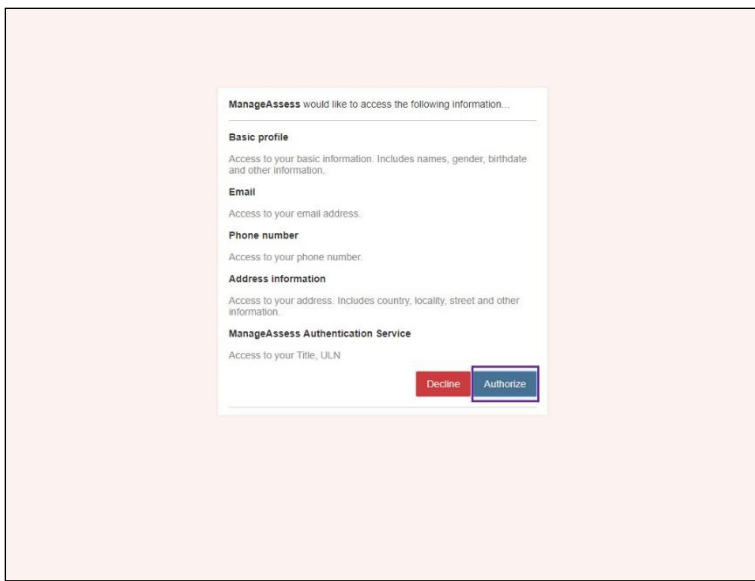 ManageAssess would like to access the following information...
Basic profile
Access to your basic information. Includes names, gender, birthdate
and other information.
Email
Access to your email address.
Phone number
Access to your phone number.
Address information
Access to your address. Includes country, locality, street and other
information.
ManageAssess Authentication Service
Access to your Title, ULN
Decline Authorize